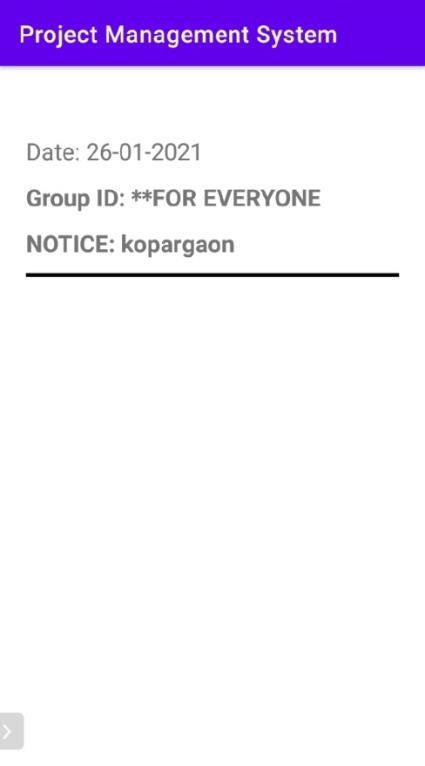 Project Management System
Date: 26-01-2021
Group ID: **FOR EVERYONE
NOTICE: kopargaon